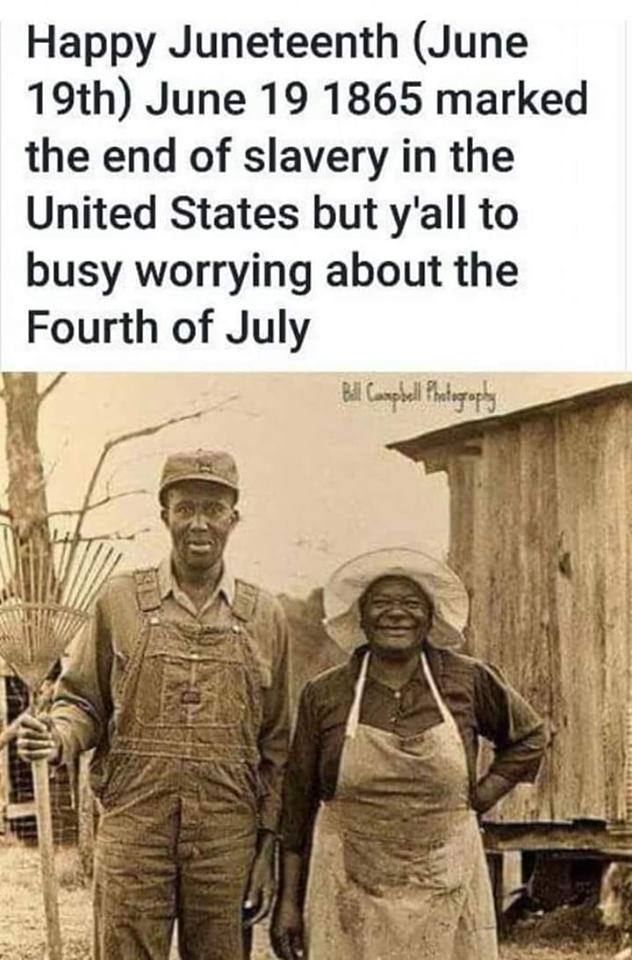 Happy Juneteenth (June
19th) June 19 1865 marked
the end of slavery in the
United States but y'all to
busy worrying about the
Fourth of July
Bill Campbell Photography